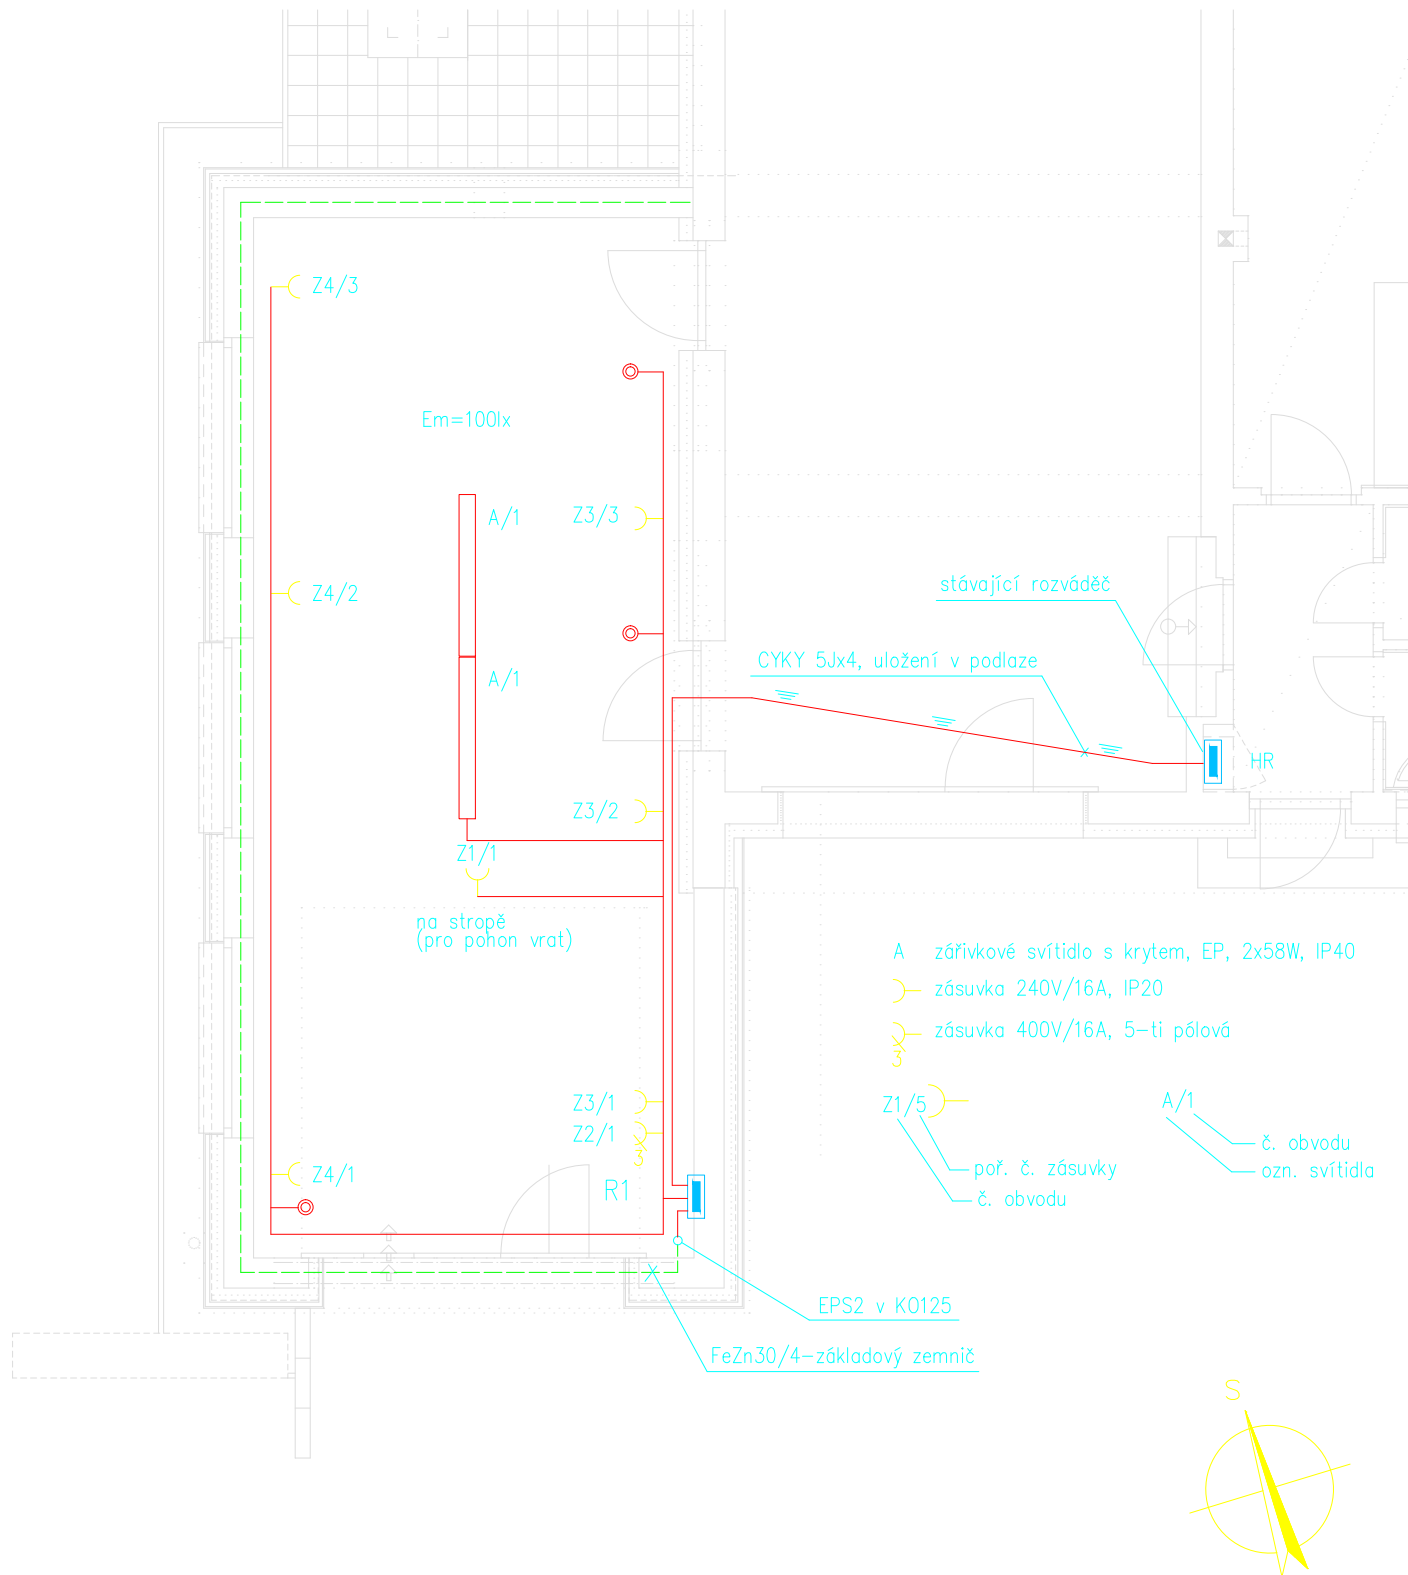 Z4/3
Em=100lx
A/1
Z3/3
stávající rozváděč
Z4/2
CYKY 5Jx4, uložení v podlaze
A/1
HR
Z3/2
Z1/1
na stropě
(pro pohon vrat)
A zářivkové svítidlo s krytem, EP, 2x58W, IP40
zásuvka 240V/16A, IP20
zásuvka 400V/16A, 5-ti pólová
3
Z3/1
Z1/5
A/1
Z2/1
3
č. obvodu
poř. č. zásuvky
ozn. svítidla
Z4/1
R1
č. obvodu
EPS2 v KO125
FeZn30/4-základový zemnič
S